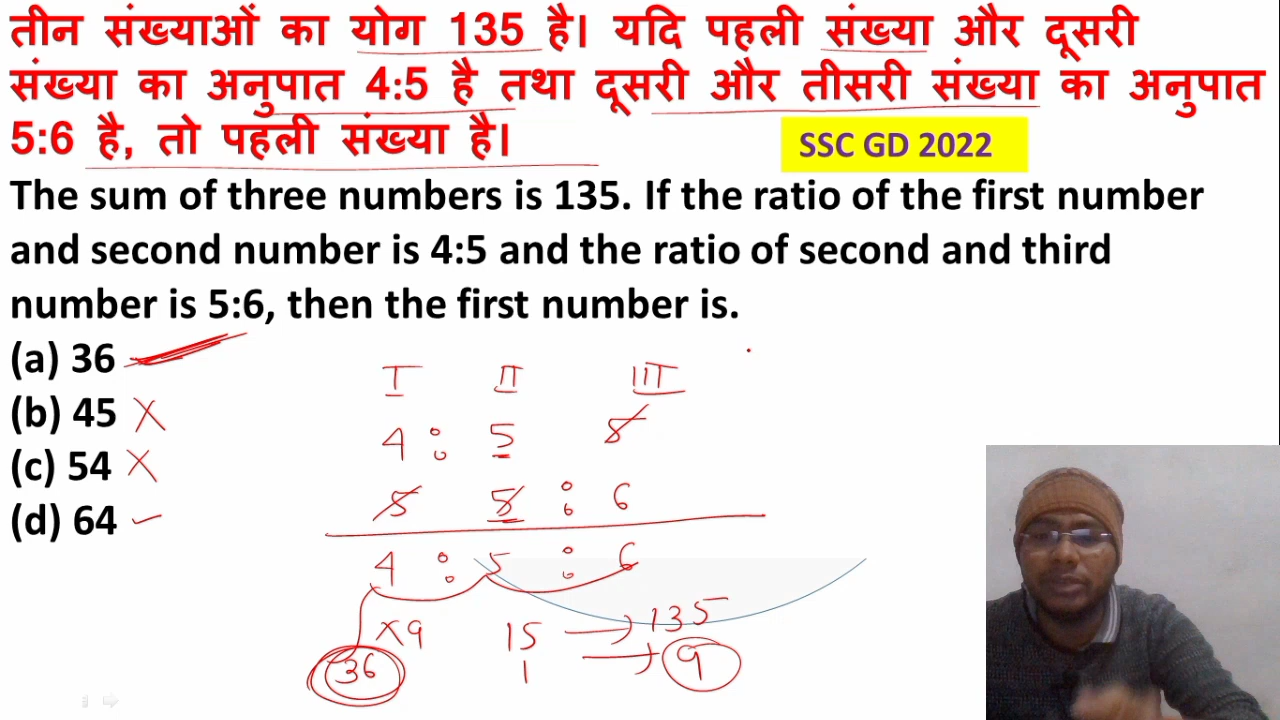 तीन संख्याओं का योग 135 है। यदि पहली संख्या और दूसरी
संख्या का अनुपात 4:5 है तथा दूसरी और तीसरी संख्या का अनुपात
5:6 है, तो पहली संख्या है।
SSC GD 2022
The sum of three numbers is 135. If the ratio of the first number
and second number is 4:5 and the ratio of second and third
number is 5:6, then the first number is.
(a) 36
(b) 45
(c) 54
(d) 64
I II III
4 : 5 5
5 5 : 6
4 : 5 : 6
×9 15 → 135
36 1 → 9